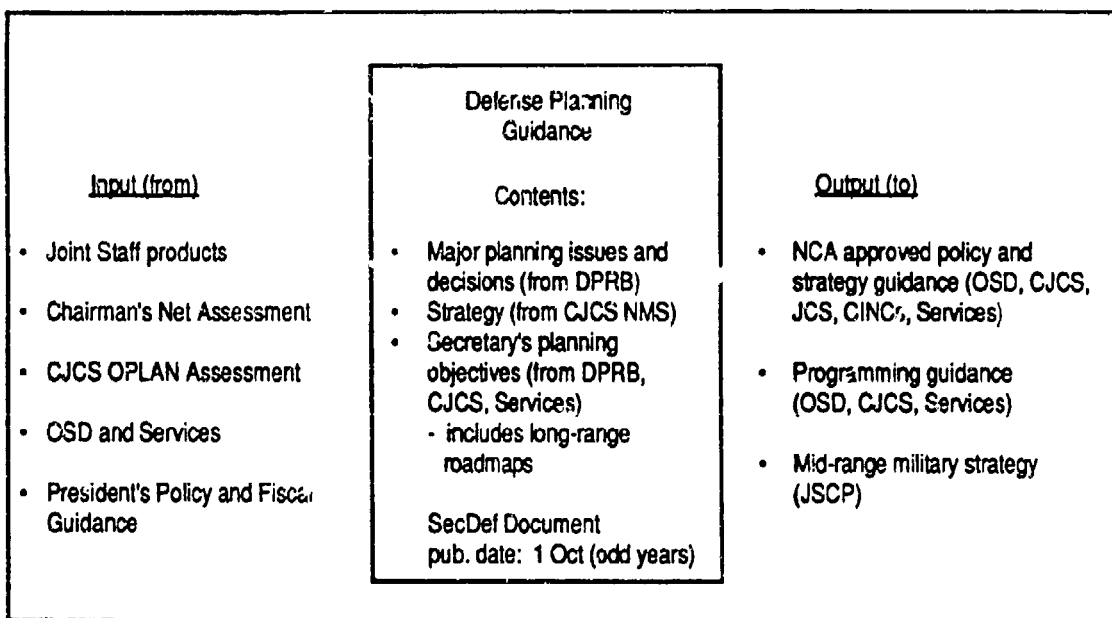 Input (from)
• Joint Staff products
• Chairman's Net Assessment
• CJCS OPLAN Assessment
• OSD and Services
• President's Policy and Fiscal
Guidance
Defense Planning
Guidance
Contents:
• Major planning issues and
decisions (from DPRB)
• Strategy (from CJCS NMS)
• Secretary's planning
objectives (from DPRB,
CJCS, Services)
- includes long-range
roadmaps
SecDef Document
pub. date: 1 Oct (odd years)
Output (to)
• NCA approved policy and
strategy guidance (OSD, CJCS,
JCS, CINCs, Services)
• Programming guidance
(OSD, CJCS, Services)
• Mid-range military strategy
(JSCP)